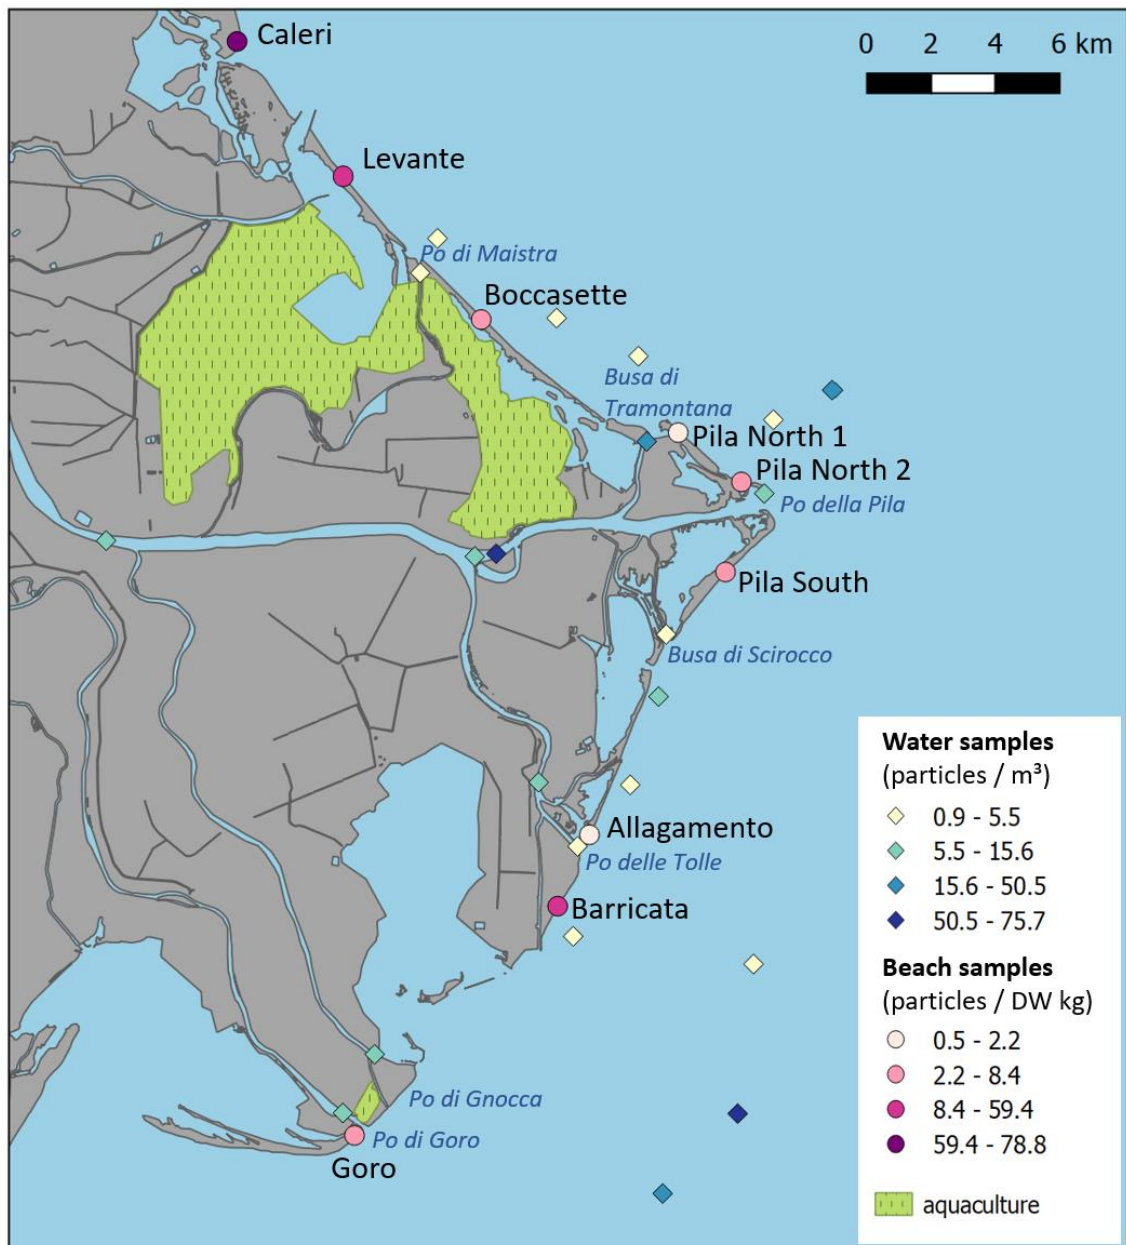 Caleri
0 2 4 6 km
Levante
Po di Maistra
Boccasette
Busa di
Tramontana
Pila North 1
Pila North 2
Po della Pila
Pila South
Busa di Scirocco
Allagamento
Po delle Tolle
Barricata
Po di Gnocca
Po di Goro
Goro
Water samples
(particles / m³)
0.9 - 5.5
5.5 - 15.6
15.6 - 50.5
50.5 - 75.7
Beach samples
(particles / DW kg)
0.5 - 2.2
2.2 - 8.4
8.4 - 59.4
59.4 - 78.8
aquaculture